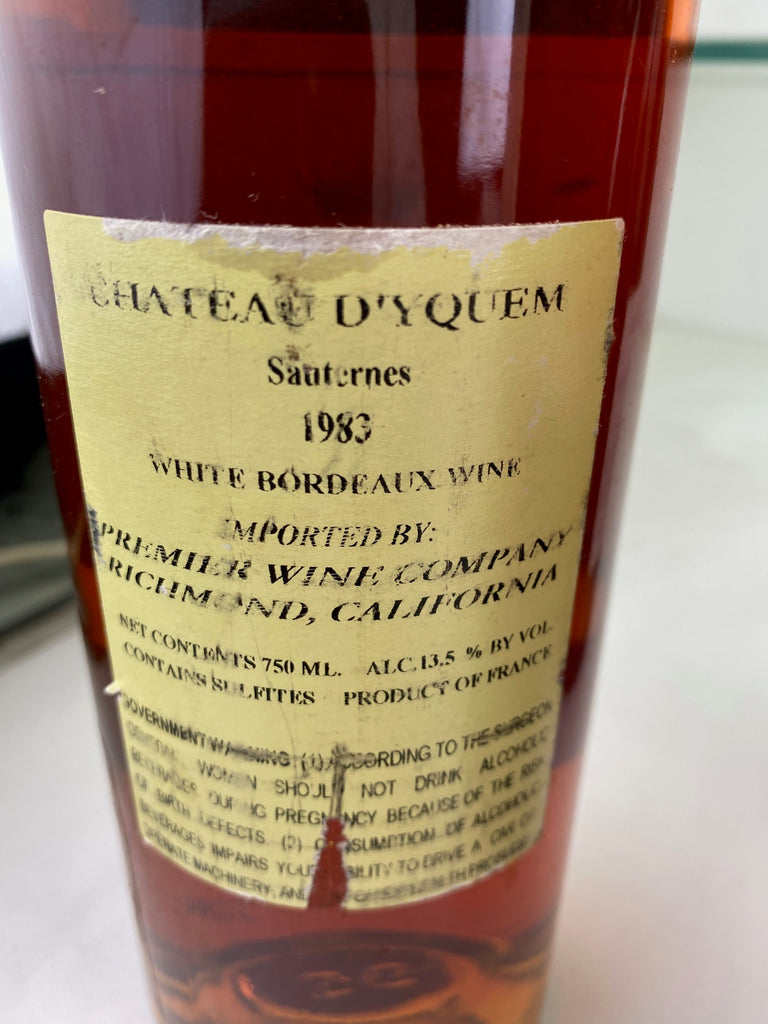 CHATEAU D'YQUEM
Sauternes
1983
WHITE BORDEAUX WINE
IMPORTED BY:
PREMIER WINE COMPANY
RICHMOND, CALIFORNIA
NET CONTENTS 750 ML. ALC.13.5 % BY VOL.
CONTAINS SULFITES PRODUCT OF FRANCE
GOVERNMENT WARNING (1) ACCORDING TO THE SURGEON
GENERAL WOMEN SHOULD NOT DRINK ALCOHOLIC
BEVERAGES DURING PREGNANCY BECAUSE OF THE RISK
OF BIRTH DEFECTS. (2) CONSUMPTION OF ALCOHOLIC
BEVERAGES IMPAIRS YOUR ABILITY TO DRIVE A CAR OR
OPERATE MACHINERY, AND HEALTH PROBLEMS